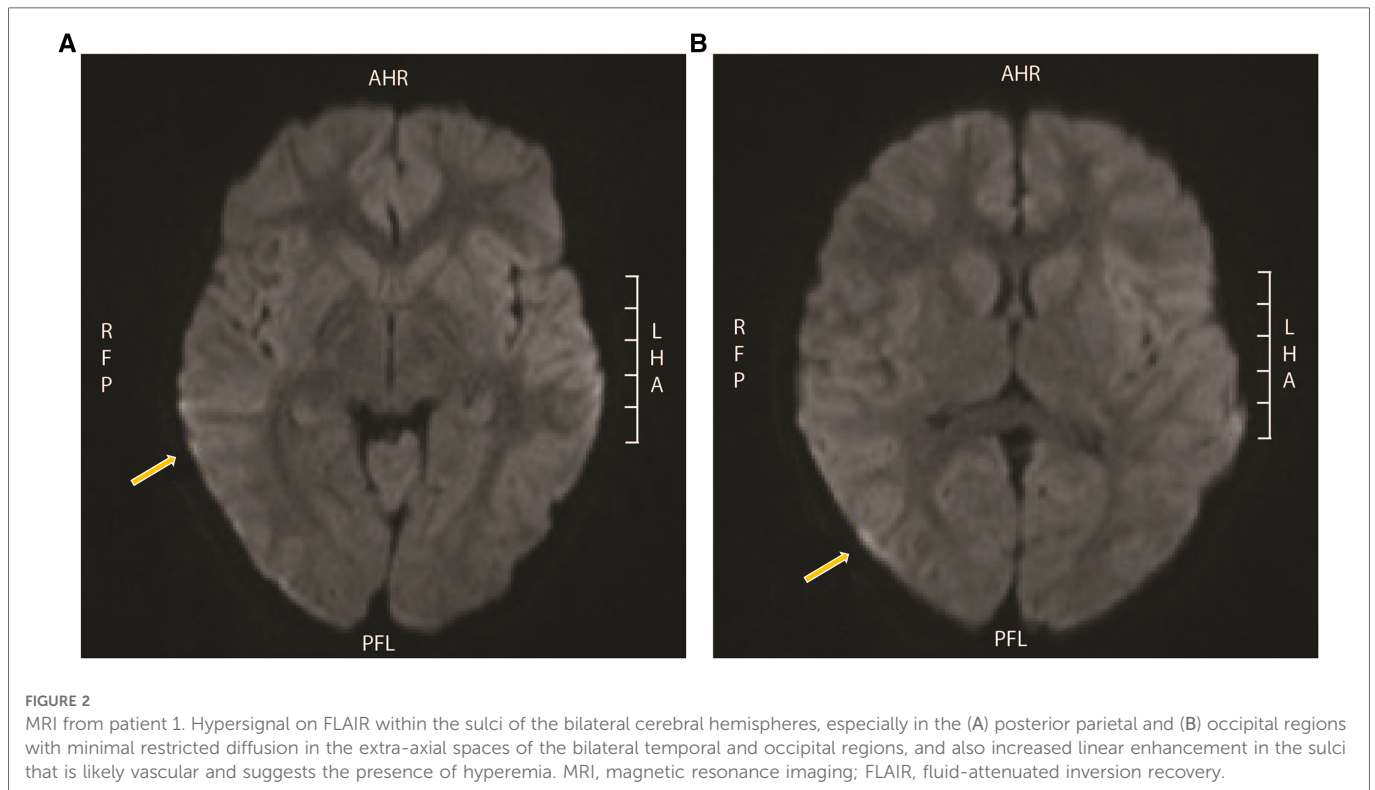 A
B
AHR
AHR
R
F
P
L
H
A
R
F
P
L
H
A
PFL
PFL
FIGURE 2
MRI from patient 1. Hypersignal on FLAIR within the sulci of the bilateral cerebral hemispheres, especially in the (A) posterior parietal and (B) occipital regions
with minimal restricted diffusion in the extra-axial spaces of the bilateral temporal and occipital regions, and also increased linear enhancement in the sulci
that is likely vascular and suggests the presence of hyperemia. MRI, magnetic resonance imaging; FLAIR, fluid-attenuated inversion recovery.